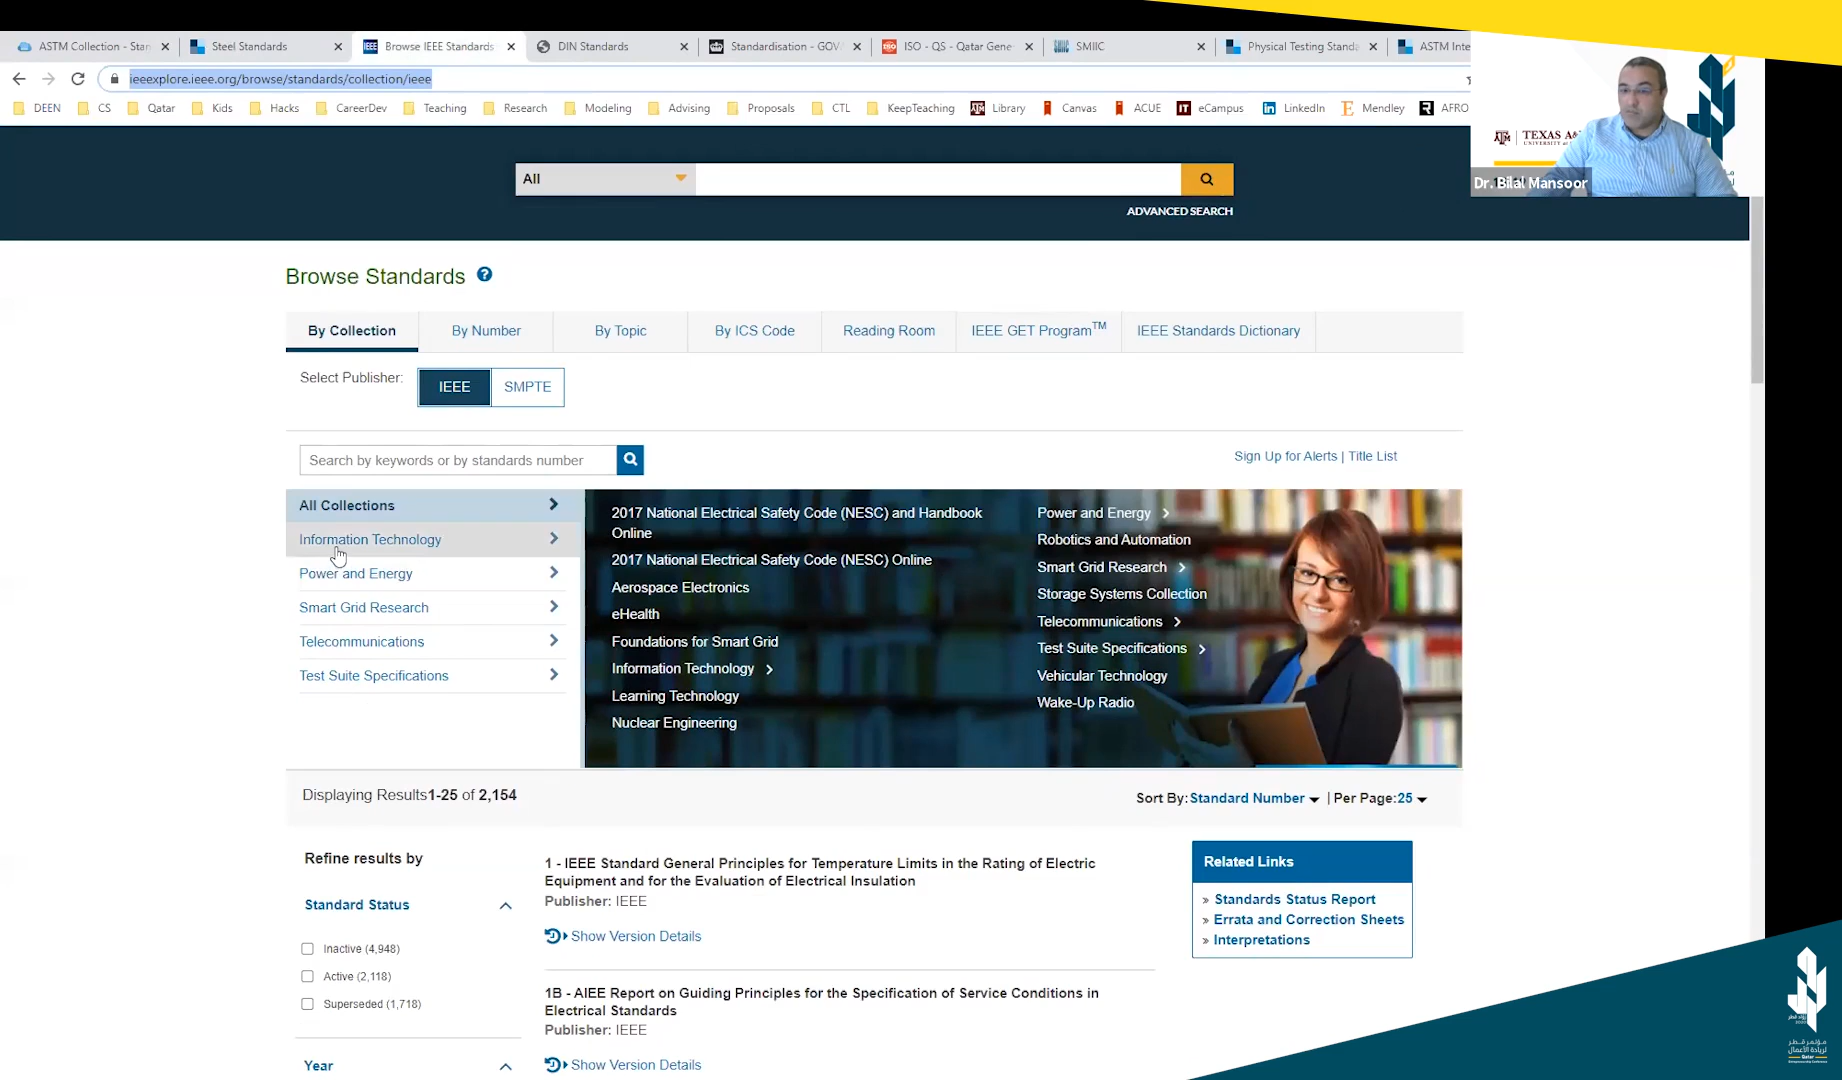 ASTM Collection - Stan
Steel Standards
Browse IEEE Standards
DIN Standards
Standardisation - GOV.
ISO - QS - Qatar Gene
SMIIC
Physical Testing Standa
ASTM Inte
ieeexplore.ieee.org/browse/standards/collection/ieee
DEEN
CS
Qatar
Kids
Hacks
CareerDev
Teaching
Research
Modeling
Advising
Proposals
CTL
KeepTeaching
Library
Canvas
ACUE
eCampus
LinkedIn
Mendley
AFRO
TEXAS A&
Dr. Bilal Mansoor
All
ADVANCED SEARCH
Browse Standards
By Collection
By Number
By Topic
By ICS Code
Reading Room
IEEE GET Program™
IEEE Standards Dictionary
Select Publisher:
IEEE
SMPTE
Search by keywords or by standards number
Sign Up for Alerts | Title List
All Collections
Information Technology
Power and Energy
Smart Grid Research
Telecommunications
Test Suite Specifications
2017 National Electrical Safety Code (NESC) and Handbook
Online
2017 National Electrical Safety Code (NESC) Online
Aerospace Electronics
eHealth
Foundations for Smart Grid
Information Technology
Learning Technology
Nuclear Engineering
Power and Energy
Robotics and Automation
Smart Grid Research
Storage Systems Collection
Telecommunications
Test Suite Specifications
Vehicular Technology
Wake-Up Radio
Displaying Results1-25 of 2,154
Sort By:Standard Number | Per Page:25
Refine results by
Standard Status
Inactive (4,948)
Active (2,118)
Superseded (1,718)
Year
1 - IEEE Standard General Principles for Temperature Limits in the Rating of Electric
Equipment and for the Evaluation of Electrical Insulation
Publisher: IEEE
Show Version Details
1B - AIEE Report on Guiding Principles for the Specification of Service Conditions in
Electrical Standards
Publisher: IEEE
Show Version Details
Related Links
» Standards Status Report
» Errata and Correction Sheets
» Interpretations
مؤتمر قطر
لريادة الأعمال